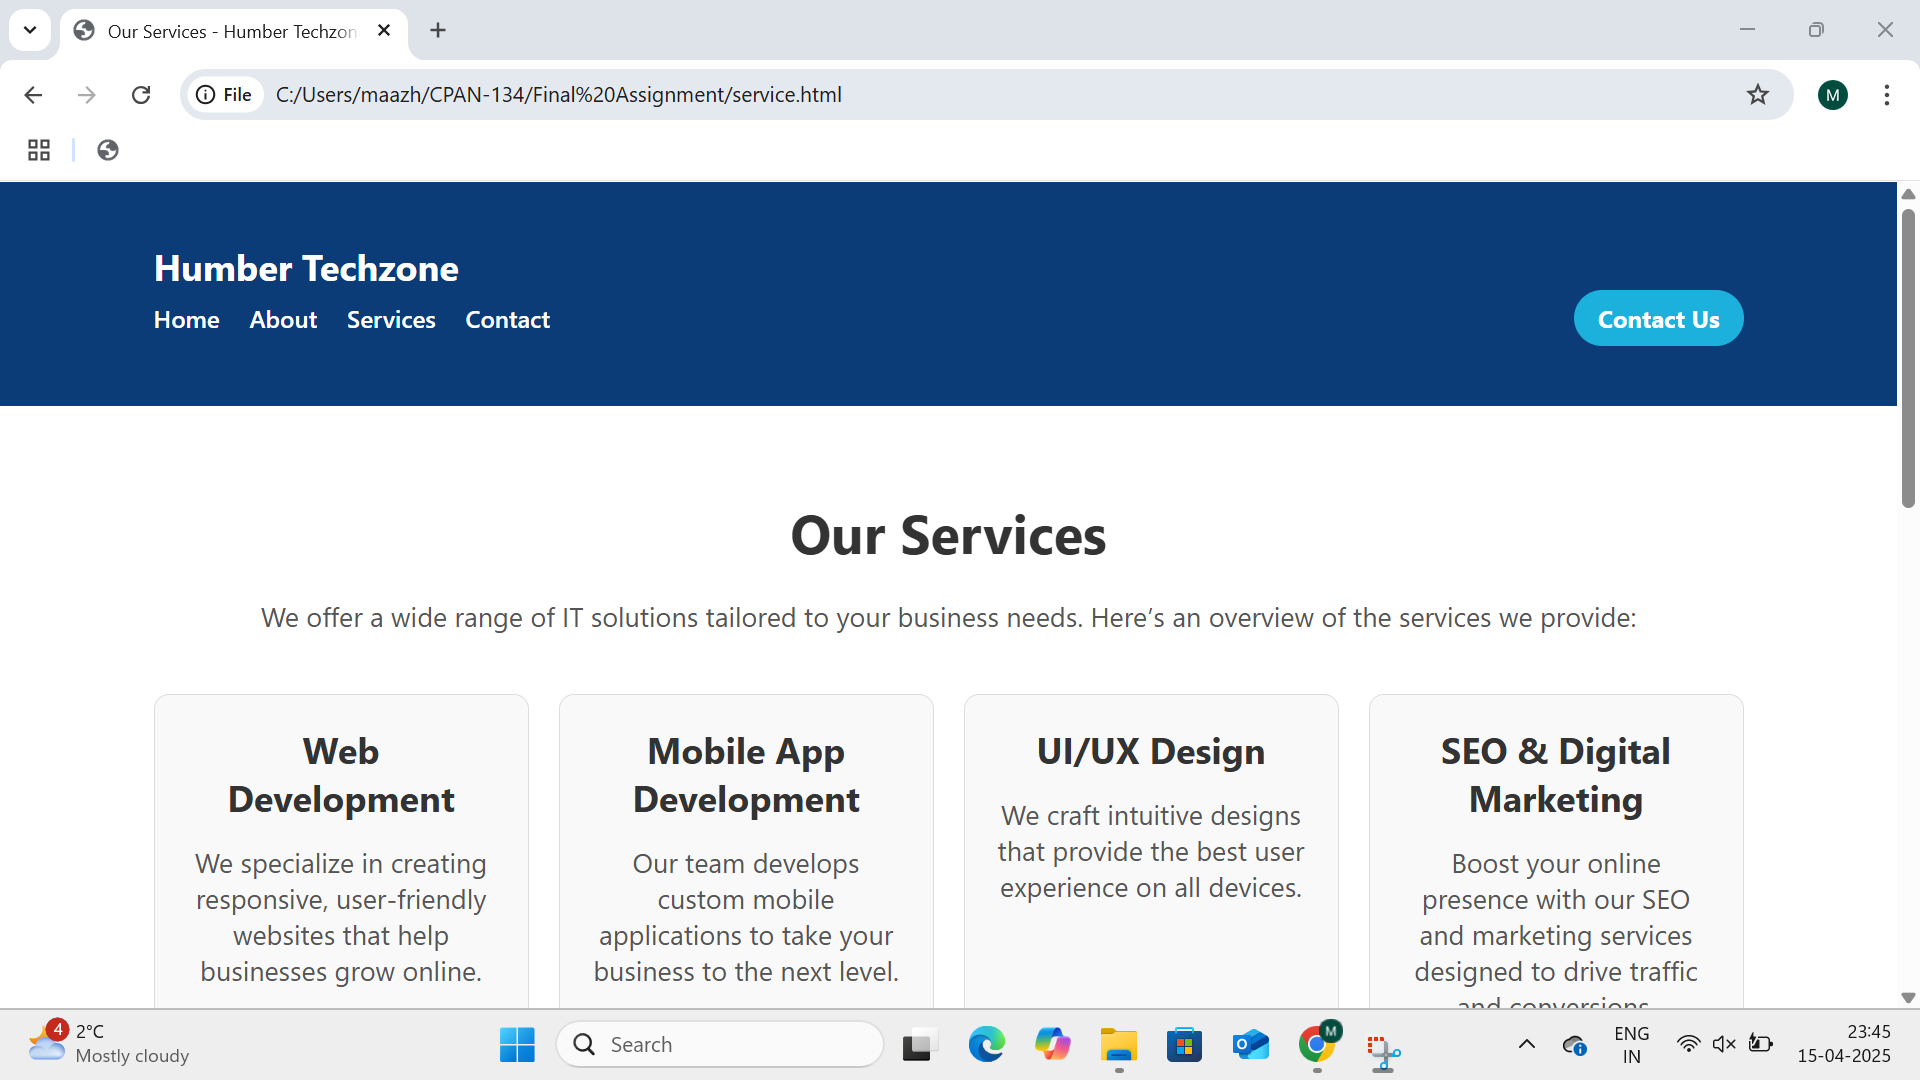 Our Services - Humber Techzon
File
C:/Users/maazh/CPAN-134/Final%20Assignment/service.html
M
Humber Techzone
Home About Services Contact
Contact Us
Our Services
We offer a wide range of IT solutions tailored to your business needs. Here’s an overview of the services we provide:
Web
Development
We specialize in creating
responsive, user-friendly
websites that help
businesses grow online.
Mobile App
Development
Our team develops
custom mobile
applications to take your
business to the next level.
UI/UX Design
We craft intuitive designs
that provide the best user
experience on all devices.
SEO & Digital
Marketing
Boost your online
presence with our SEO
and marketing services
designed to drive traffic
and conversions.
4
2°C
Mostly cloudy
Search
M
ENG
IN
23:45
15-04-2025